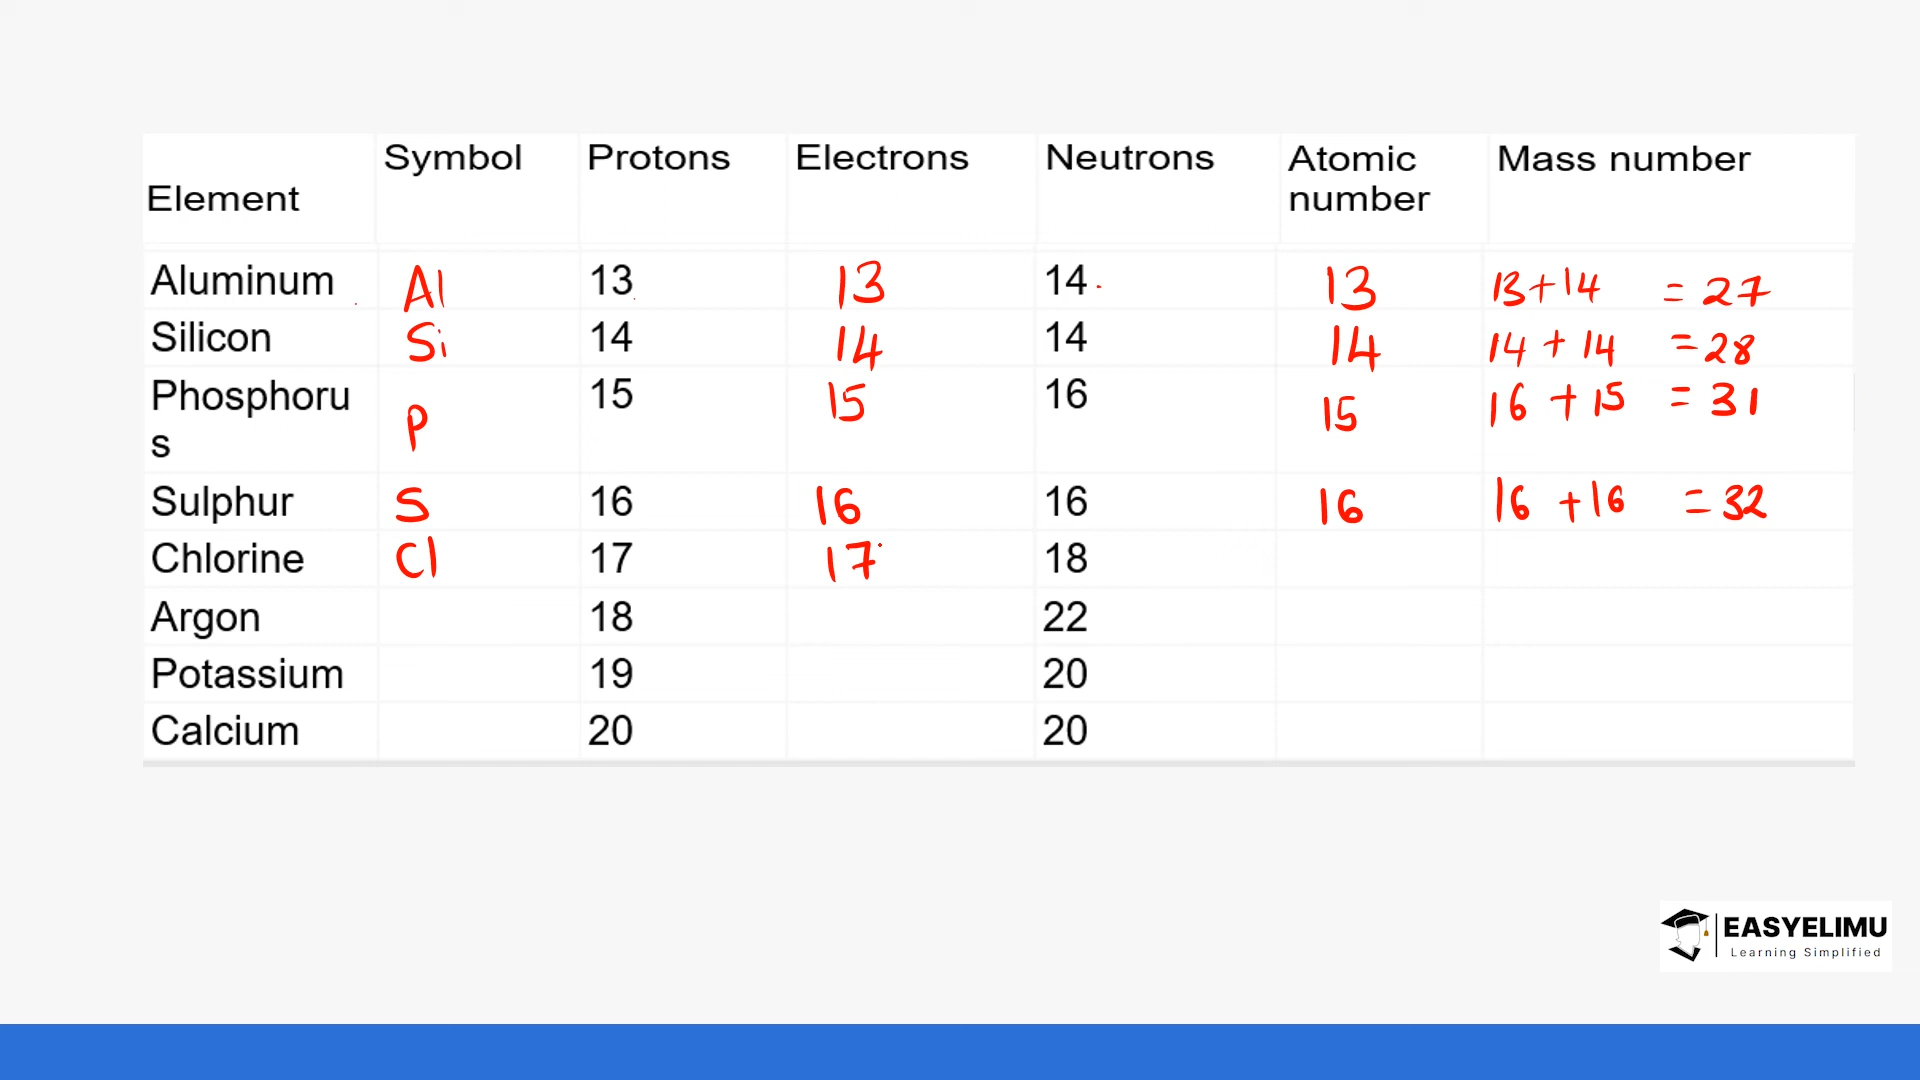 Element Symbol Protons Electrons Neutrons Atomic number Mass number
Aluminum Al 13 13 14 13 13+14 = 27
Silicon Si 14 14 14 14 14 + 14 = 28
Phosphoru
s P 15 15 16 15 16 + 15 = 31
Sulphur S 16 16 16 16 16 + 16 = 32
Chlorine Cl 17 17 18
Argon 18 22
Potassium 19 20
Calcium 20 20
EASYELIMU
Learning Simplified